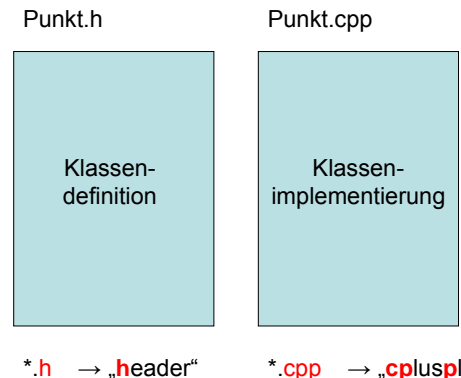 Punkt.h
Punkt.cpp
Klassen-
definition
Klassen-
implementierung
*.h → „header“
*.cpp → „cpluspl